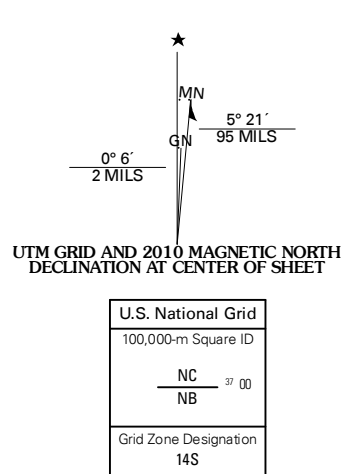 ★
MN
GN
5° 21´
95 MILS
0° 6´
2 MILS
UTM GRID AND 2010 MAGNETIC NORTH
DECLINATION AT CENTER OF SHEET
U.S. National Grid
100,000-m Square ID
NC
37 00
NB
Grid Zone Designation
14S